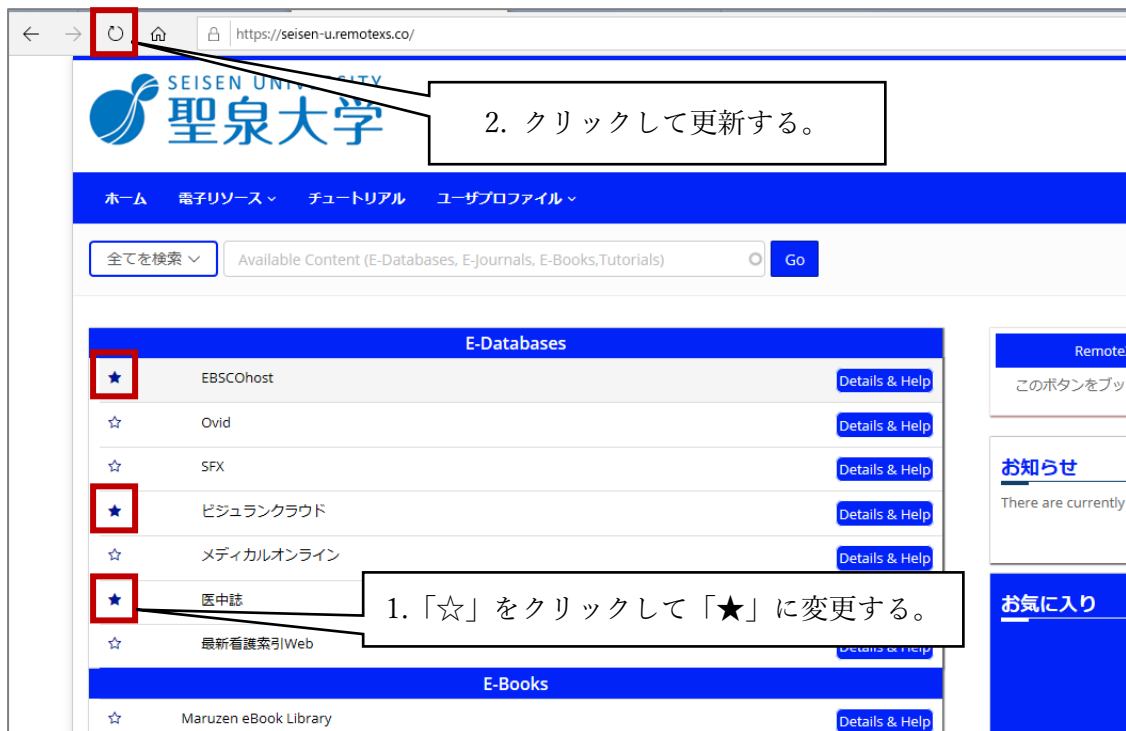 https://seisen-u.remotexs.co/
SEISEN UNIVERSITY
聖泉大学
2. クリックして更新する。
ホーム 電子リソース チュートリアル ユーザプロファイル
全てを検索 Available Content (E-Databases, E-Journals, E-Books,Tutorials) Go
E-Databases
★ EBSCOhost Details & Help
☆ Ovid Details & Help
☆ SFX Details & Help
★ ビジュランクラウド Details & Help
☆ メディカルオンライン Details & Help
★ 医中誌
1.「☆」をクリックして「★」に変更する。
☆ 最新看護索引Web Details & Help
E-Books
☆ Maruzen eBook Library Details & Help
Remote
このボタンをブッ
お知らせ
There are currently
お気に入り